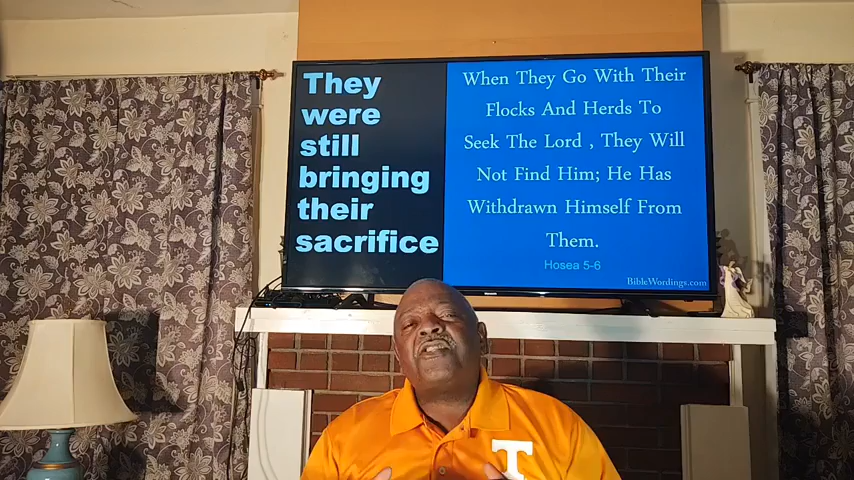 They
were
still
bringing
their
sacrifice
When They Go With Their
Flocks And Herds To
Seek The Lord , They Will
Not Find Him; He Has
Withdrawn Himself From
Them.
Hosea 5-6
BibleWordings.com
T